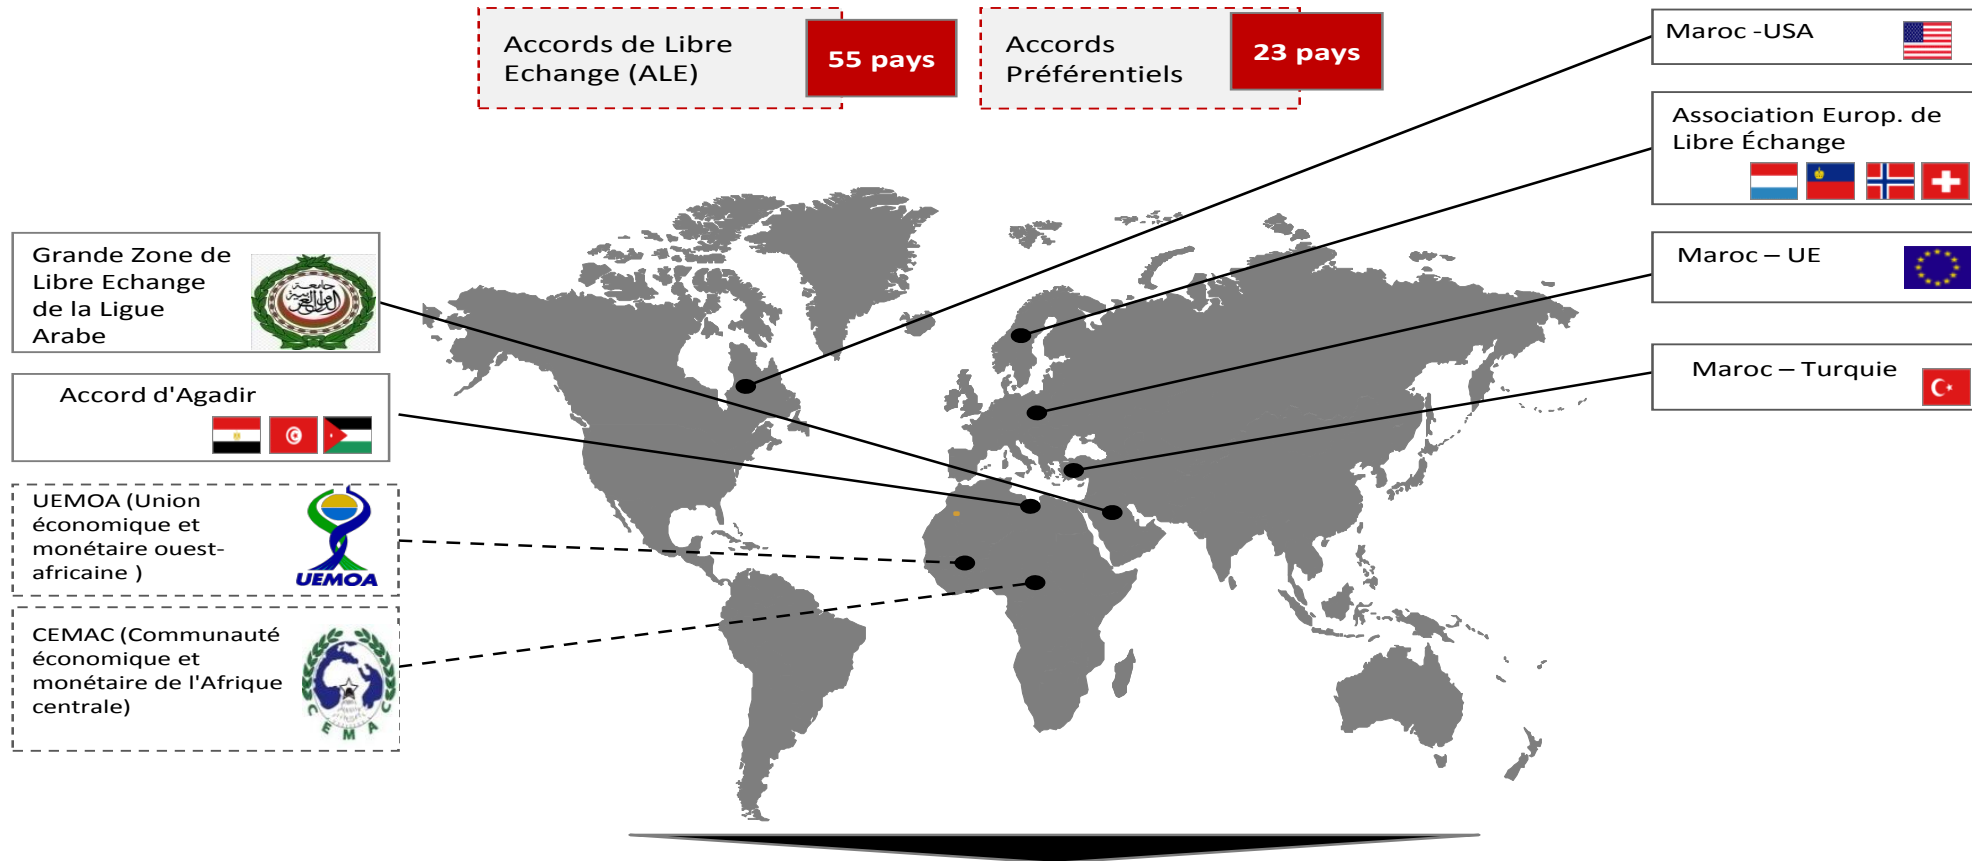 Accords de Libre
Echange (ALE)
55 pays
Accords
Préférentiels
23 pays
Maroc -USA
Association Europ. de
Libre Échange
Maroc – UE
Maroc – Turquie
Grande Zone de
Libre Echange
de la Ligue
Arabe
Accord d'Agadir
UEMOA (Union
économique et
monétaire ouest-
africaine )
UEMOA
CEMAC (Communauté
économique et
monétaire de l'Afrique
centrale)
CEMAC